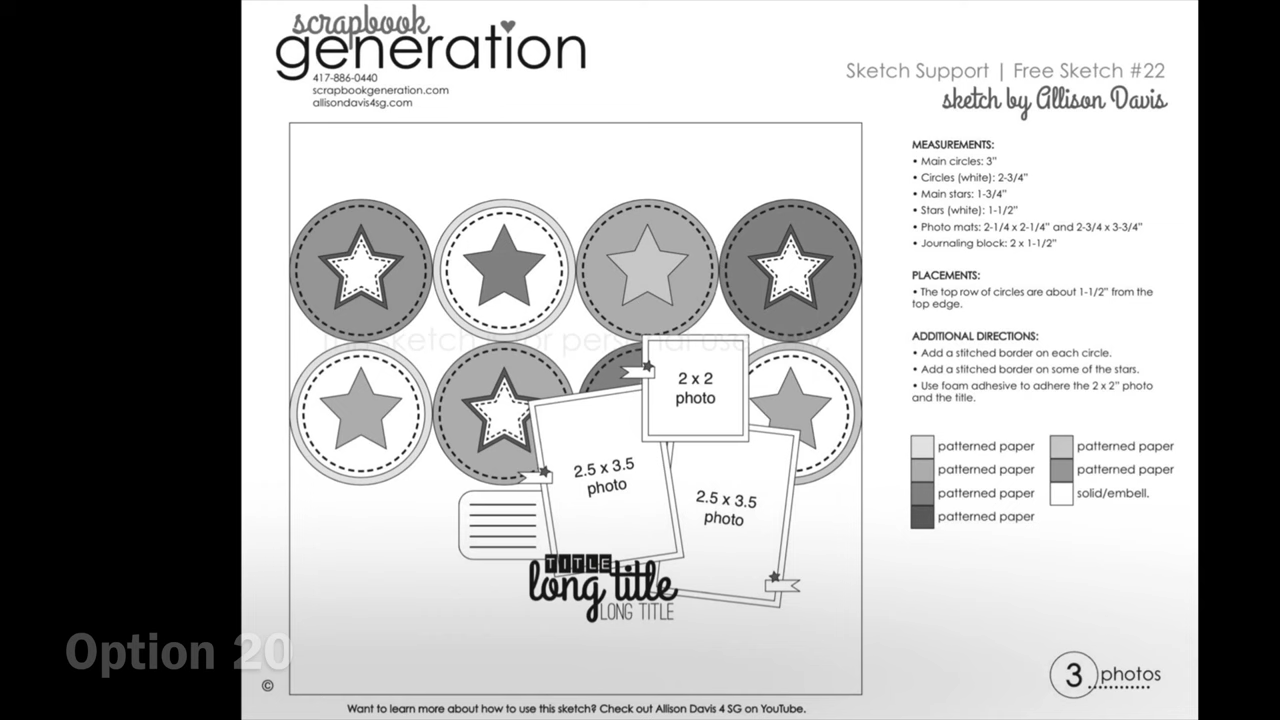 scrapbook
generation
417-886-0440
scrapbookgeneration.com
allisondavis4sg.com
Sketch Support | Free Sketch #22
sketch by Allison Davis
MEASUREMENTS:
• Main circles: 3”
• Circles (white): 2-3/4”
• Main stars: 1-3/4”
• Stars (white): 1-1/2”
• Photo mats: 2-1/4 x 2-1/4” and 2-3/4 x 3-3/4”
• Journaling block: 2 x 1-1/2”
PLACEMENTS:
• The top row of circles are about 1-1/2” from the
top edge.
ADDITIONAL DIRECTIONS:
• Add a stitched border on each circle.
• Add a stitched border on some of the stars.
• Use foam adhesive to adhere the 2 x 2” photo
and the title.
patterned paper
patterned paper
patterned paper
patterned paper
patterned paper
patterned paper
solid/embell.
sketch for personal use
2 x 2
photo
2.5 x 3.5
photo
2.5 x 3.5
photo
TITLE
long title
LONG TITLE
Option 20
©
3 photos
Want to learn more about how to use this sketch? Check out Allison Davis 4 SG on YouTube.